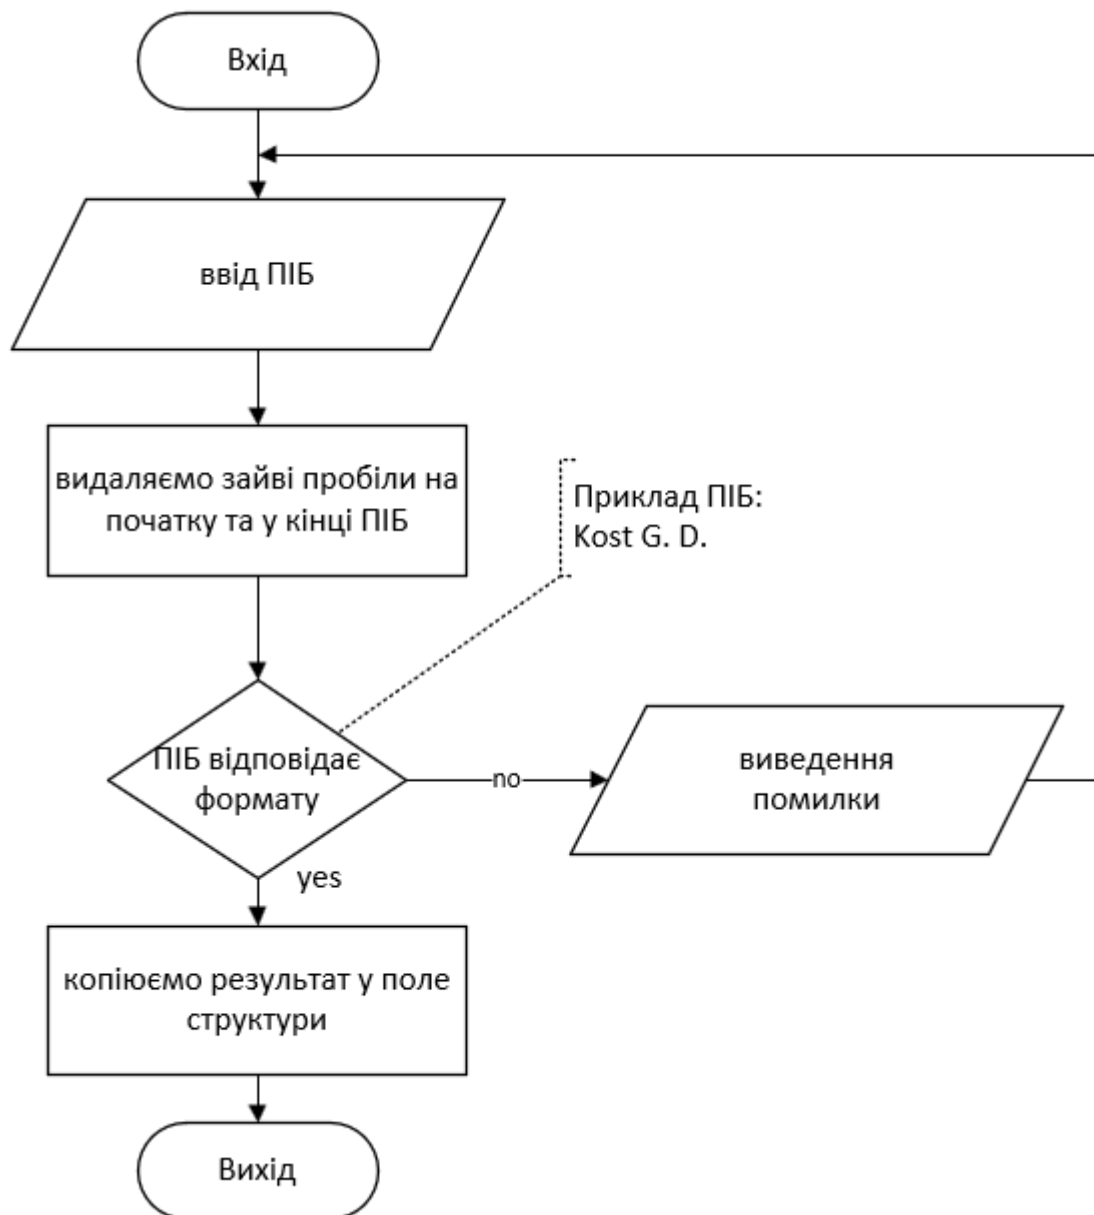 Вхід
ввід ПІБ
видаляємо зайві пробіли на
початку та у кінці ПІБ
Приклад ПІБ:
Kost G. D.
ПІБ відповідає
формату
no
виведення
помилки
yes
копіюємо результат у поле
структури
Вихід